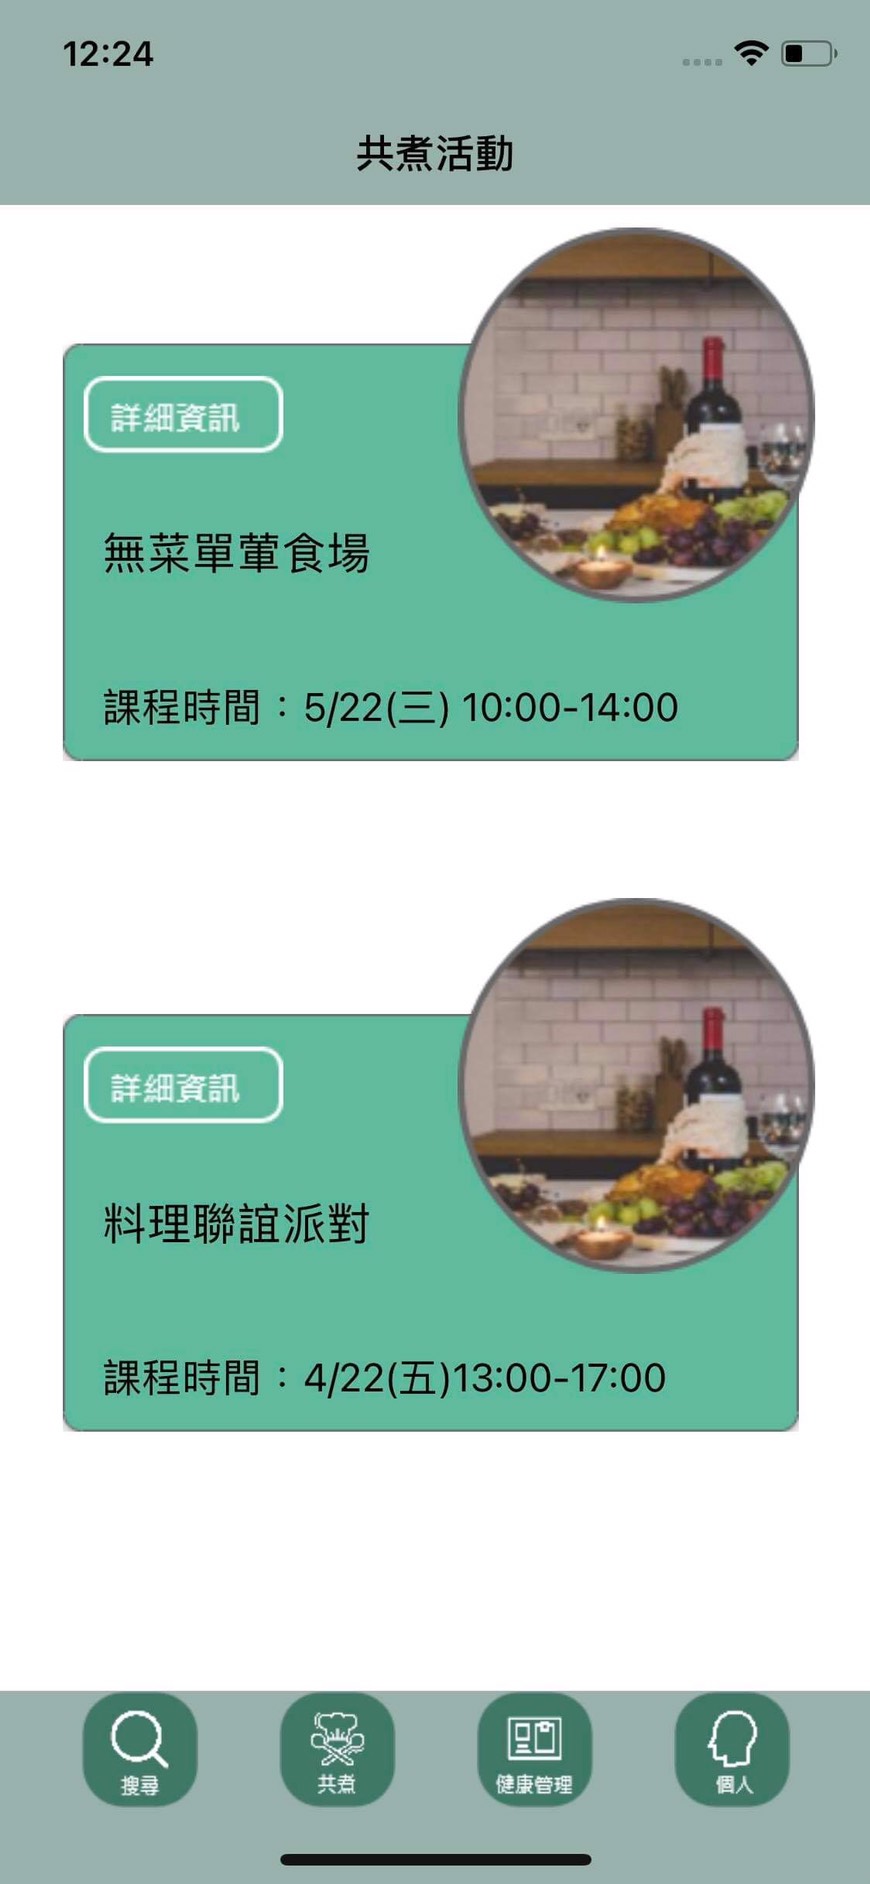 12:24
共煮活動
詳細資訊
無菜單葷食場
課程時間：5/22(三) 10:00-14:00
詳細資訊
料理聯誼派對
課程時間：4/22(五)13:00-17:00
搜尋
共煮
健康管理
個人